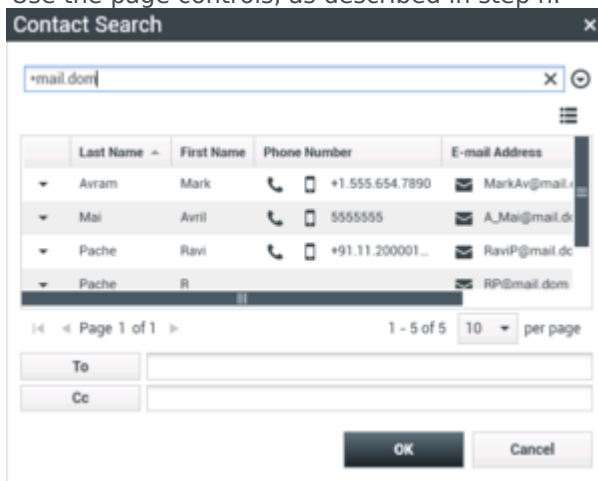 Use the page controls, as described in step h.
Contact Search
*mail.dom
Last Name First Name Phone Number E-mail Address
Avram Mark +1.555.654.7890 MarkAv@mail.
Mai Avril 5555555 A_Mai@mail.do
Pache Ravi +91.11.200001... RaviP@mail.dc
Pache R RP@mail.dom
Page 1 of 1 1 - 5 of 5 10 per page
To
Cc
OK Cancel